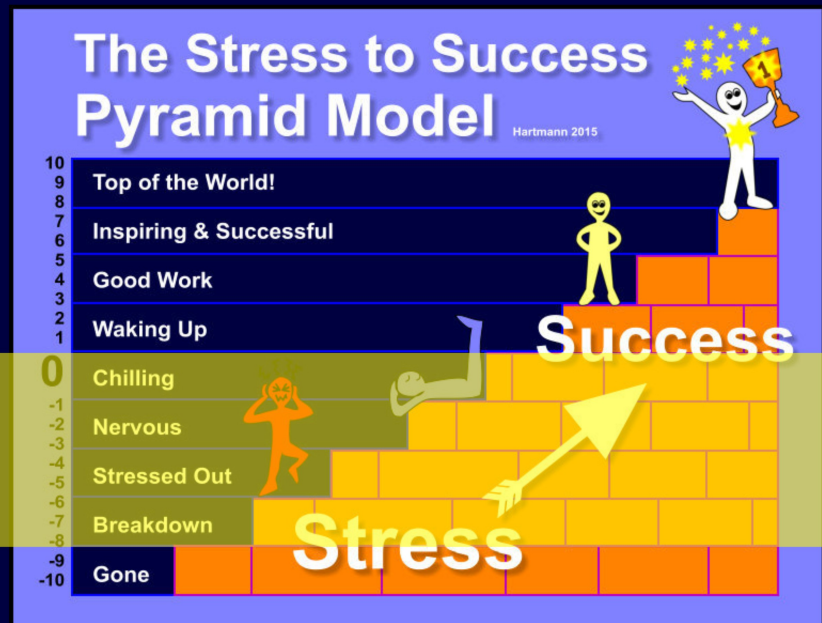 The Stress to Success
Pyramid Model
Hartmann 2015
10
9
8
Top of the World!
7
6
Inspiring & Successful
5
4
3
Good Work
2
1
Waking Up
0
Chilling
-1
-2
-3
Nervous
-4
-5
Stressed Out
-6
-7
-8
Breakdown
-9
-10
Gone
1
Success
Stress